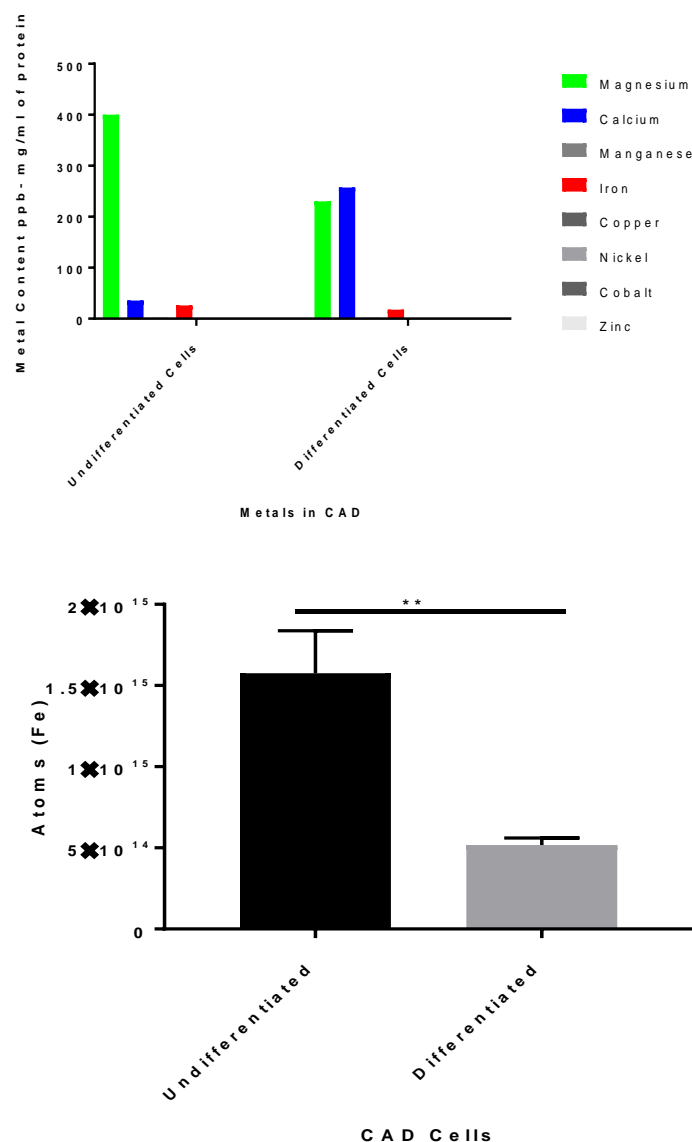 Metal Content ppb- mg/ml of protein
500
400
300
200
100
0
Undifferentiated Cells
Differentiated Cells
Metals in CAD
Magnesium
Calcium
Manganese
Iron
Copper
Nickel
Cobalt
Zinc
**
Atoms (Fe)
2✖10 15
1.5✖10 15
1✖10 15
5✖10 14
0
Undifferentiated
Differentiated
CAD Cells